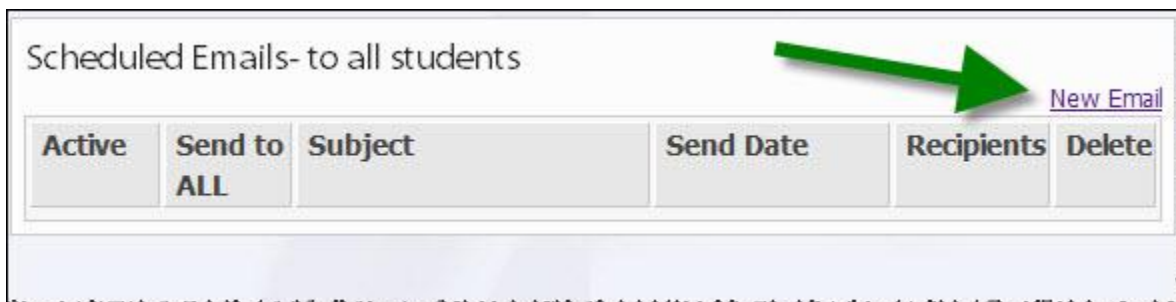 Scheduled Emails- to all students
New Email
Active Send to ALL Subject Send Date Recipients Delete